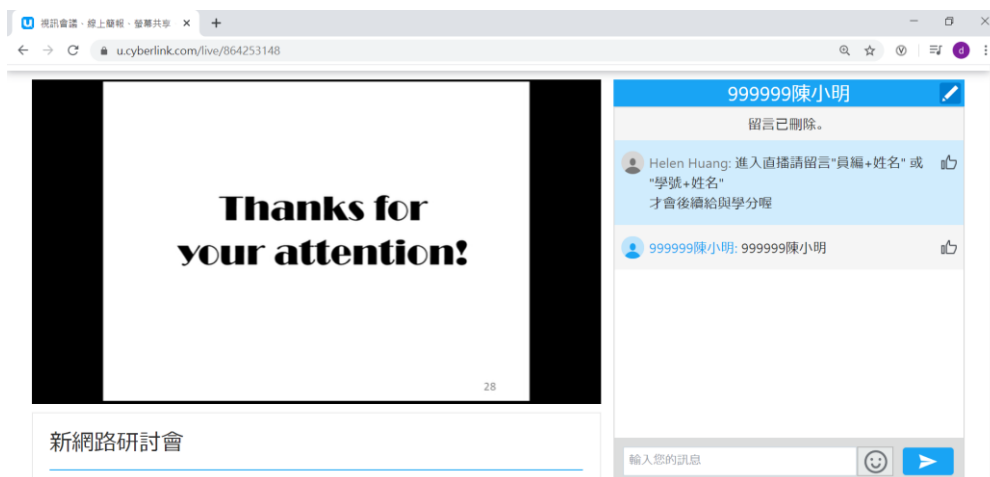 視訊會議、線上簡報、螢幕共享
u.cyberlink.com/live/864253148
d
Thanks for
your attention!
28
新網路研討會
999999陳小明
留言已刪除。
Helen Huang: 進入直播請留言"員編+姓名" 或
"學號+姓名"
才會後續給與學分喔
999999陳小明: 999999陳小明
輸入您的訊息